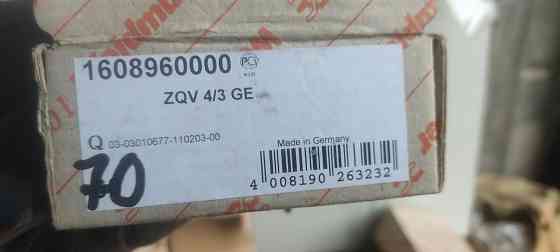 1608960000
ZQV 4/3 GE
Q 03-03010677-110203-00
Made in Germany
70
4 008190 263232